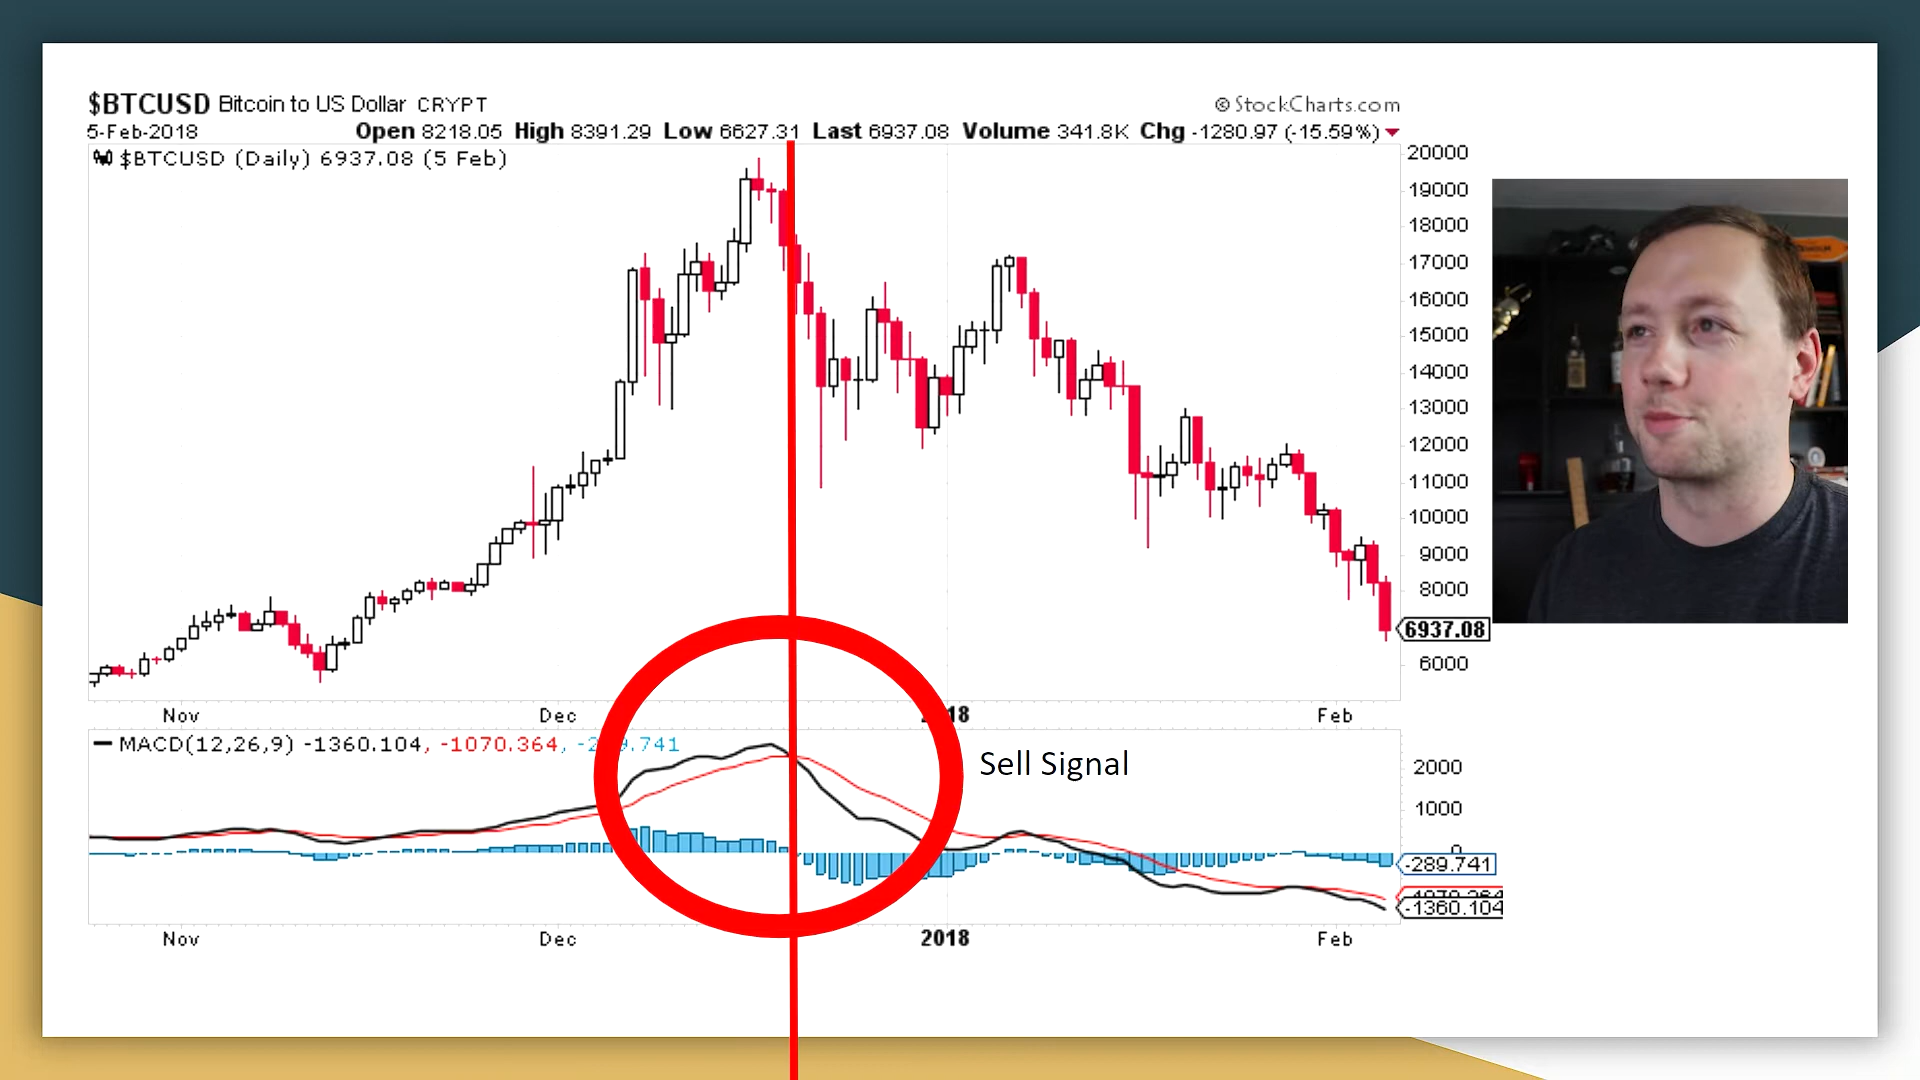 $BTCUSD Bitcoin to US Dollar CRYPT
© StockCharts.com
5-Feb-2018
Open 8218.05 High 8391.29 Low 6627.31 Last 6937.08 Volume 341.8K Chg -1280.97 (-15.59%)
$BTCUSD (Daily) 6937.08 (5 Feb)
20000
19000
18000
17000
16000
15000
14000
13000
12000
11000
10000
9000
8000
6937.08
6000
Nov Dec Feb
MACD(12,26,9) -1360.104, -1070.364,
Sell Signal
2000
1000
0
-289.741
-1070.364
-1360.104
Nov Dec 2018 Feb